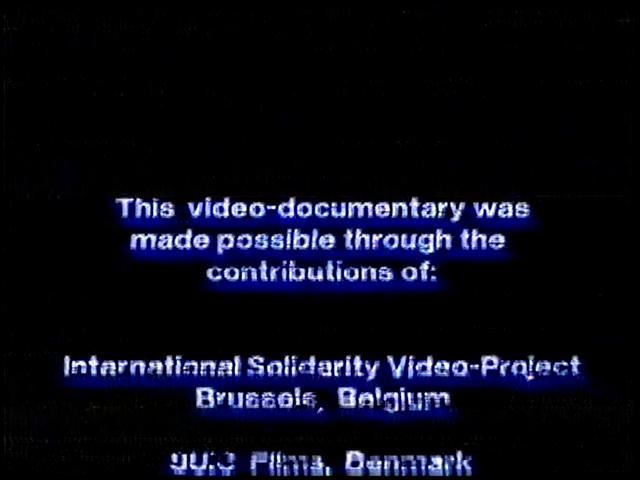 This video-documentary was
made possible through the
contributions of:
International Solidarity Video-Project
Brussels, Belgium
Films, Denmark